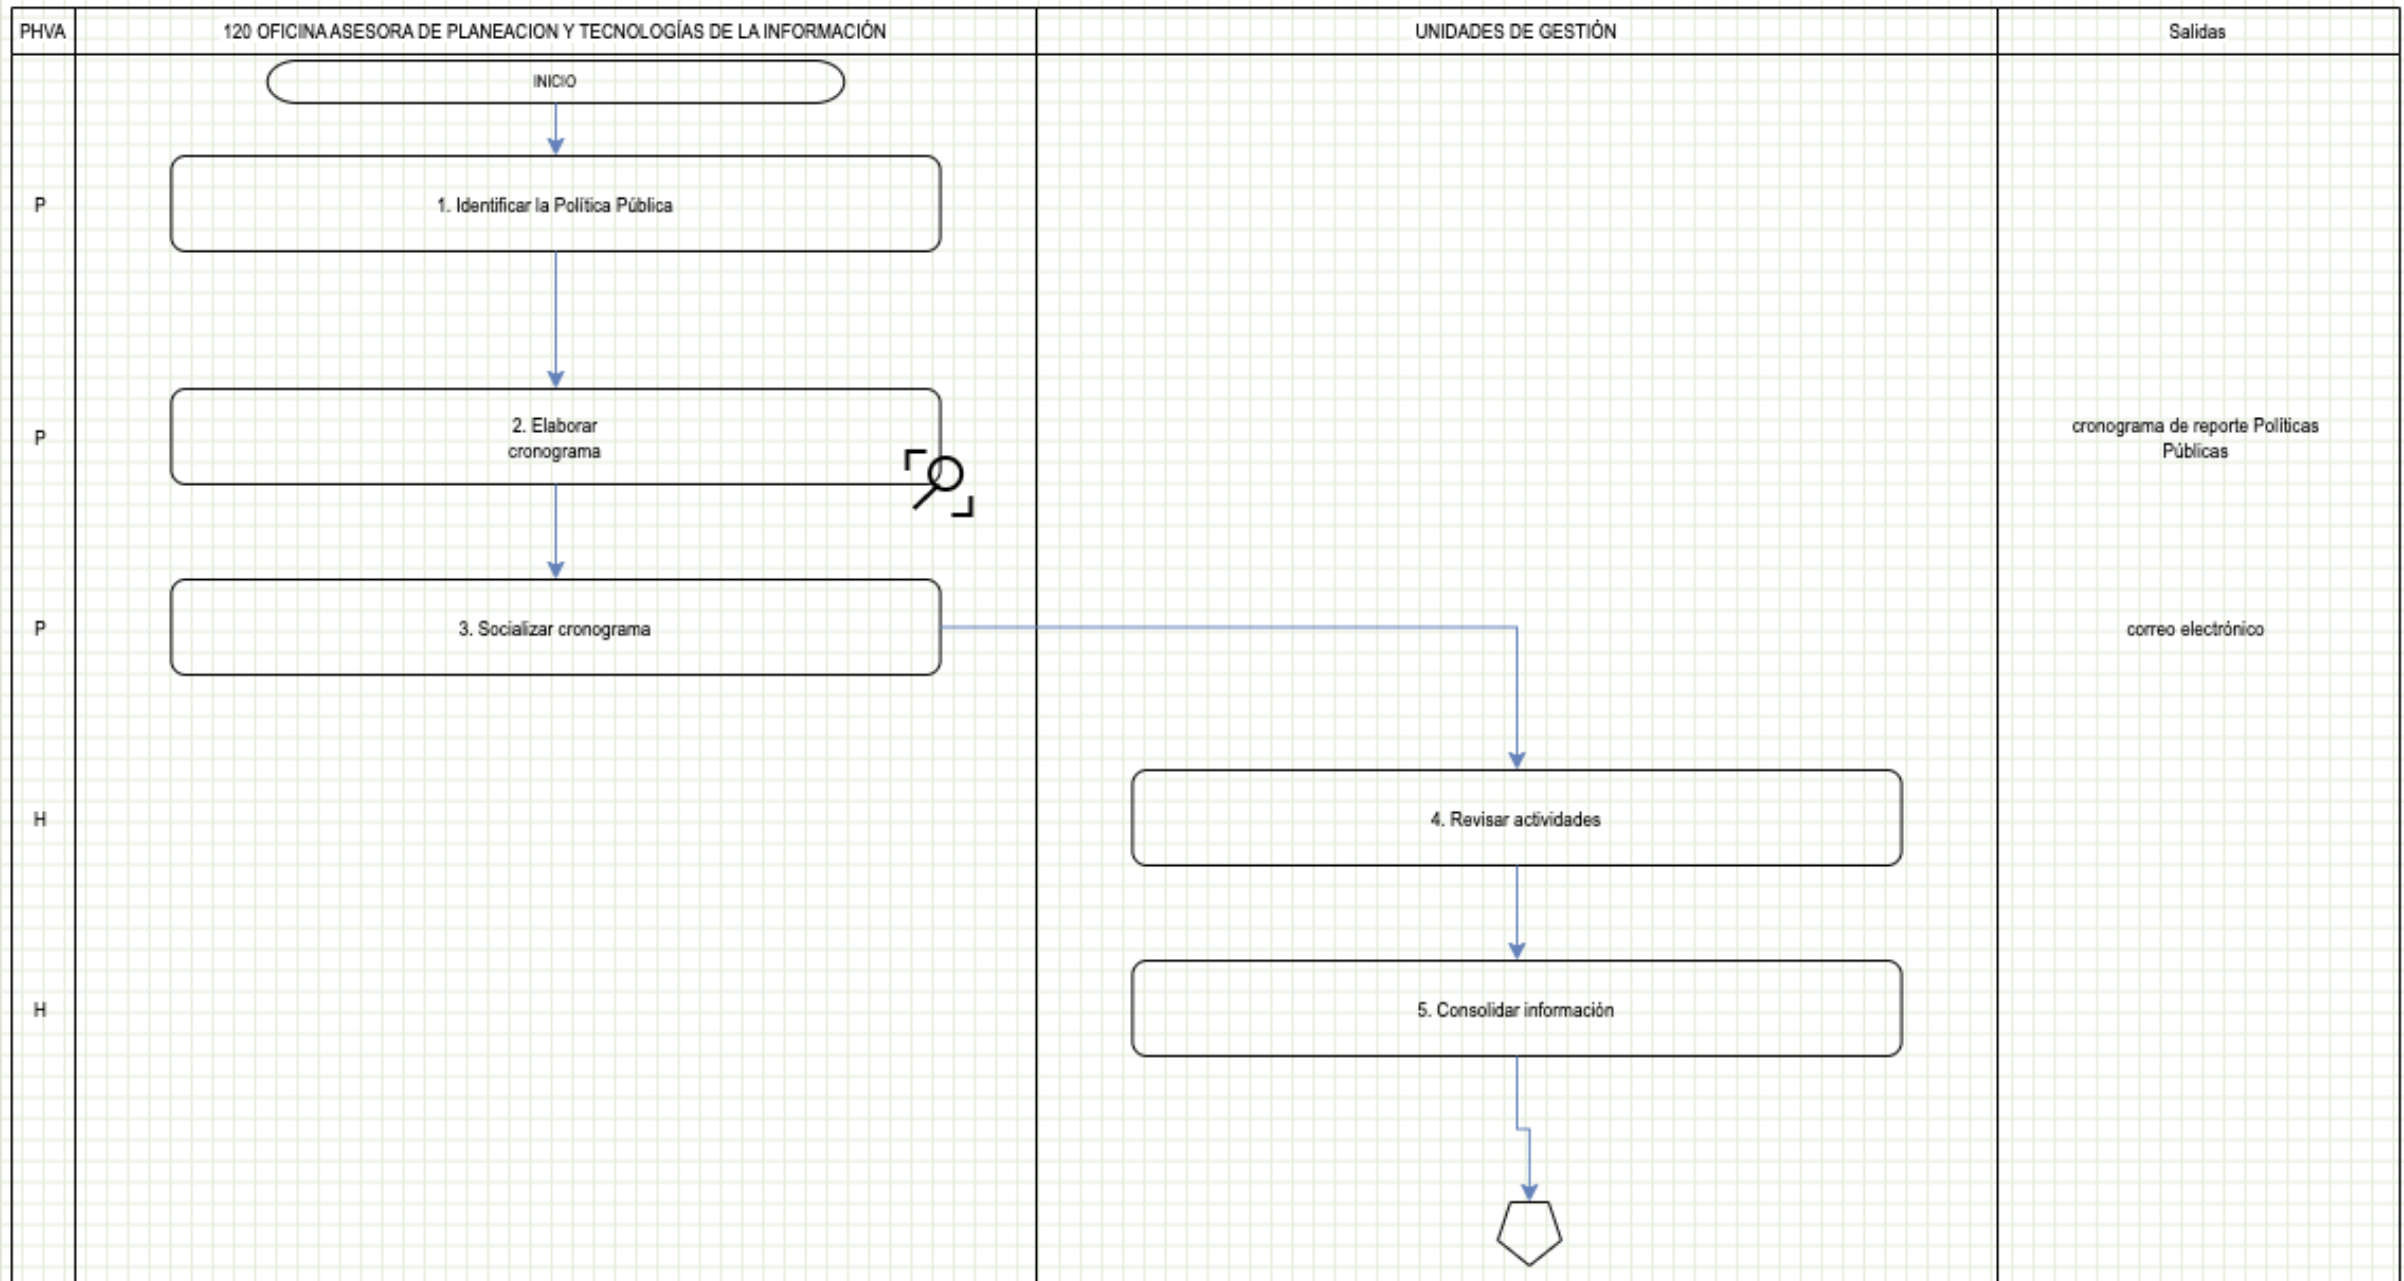 PHVA
120 OFICINA ASESORA DE PLANEACION Y TECNOLOGÍAS DE LA INFORMACIÓN
UNIDADES DE GESTIÓN
Salidas
INICIO
P
1. Identificar la Política Pública
P
2. Elaborar
cronograma
cronograma de reporte Políticas
Públicas
P
3. Socializar cronograma
correo electrónico
H
4. Revisar actividades
H
5. Consolidar información